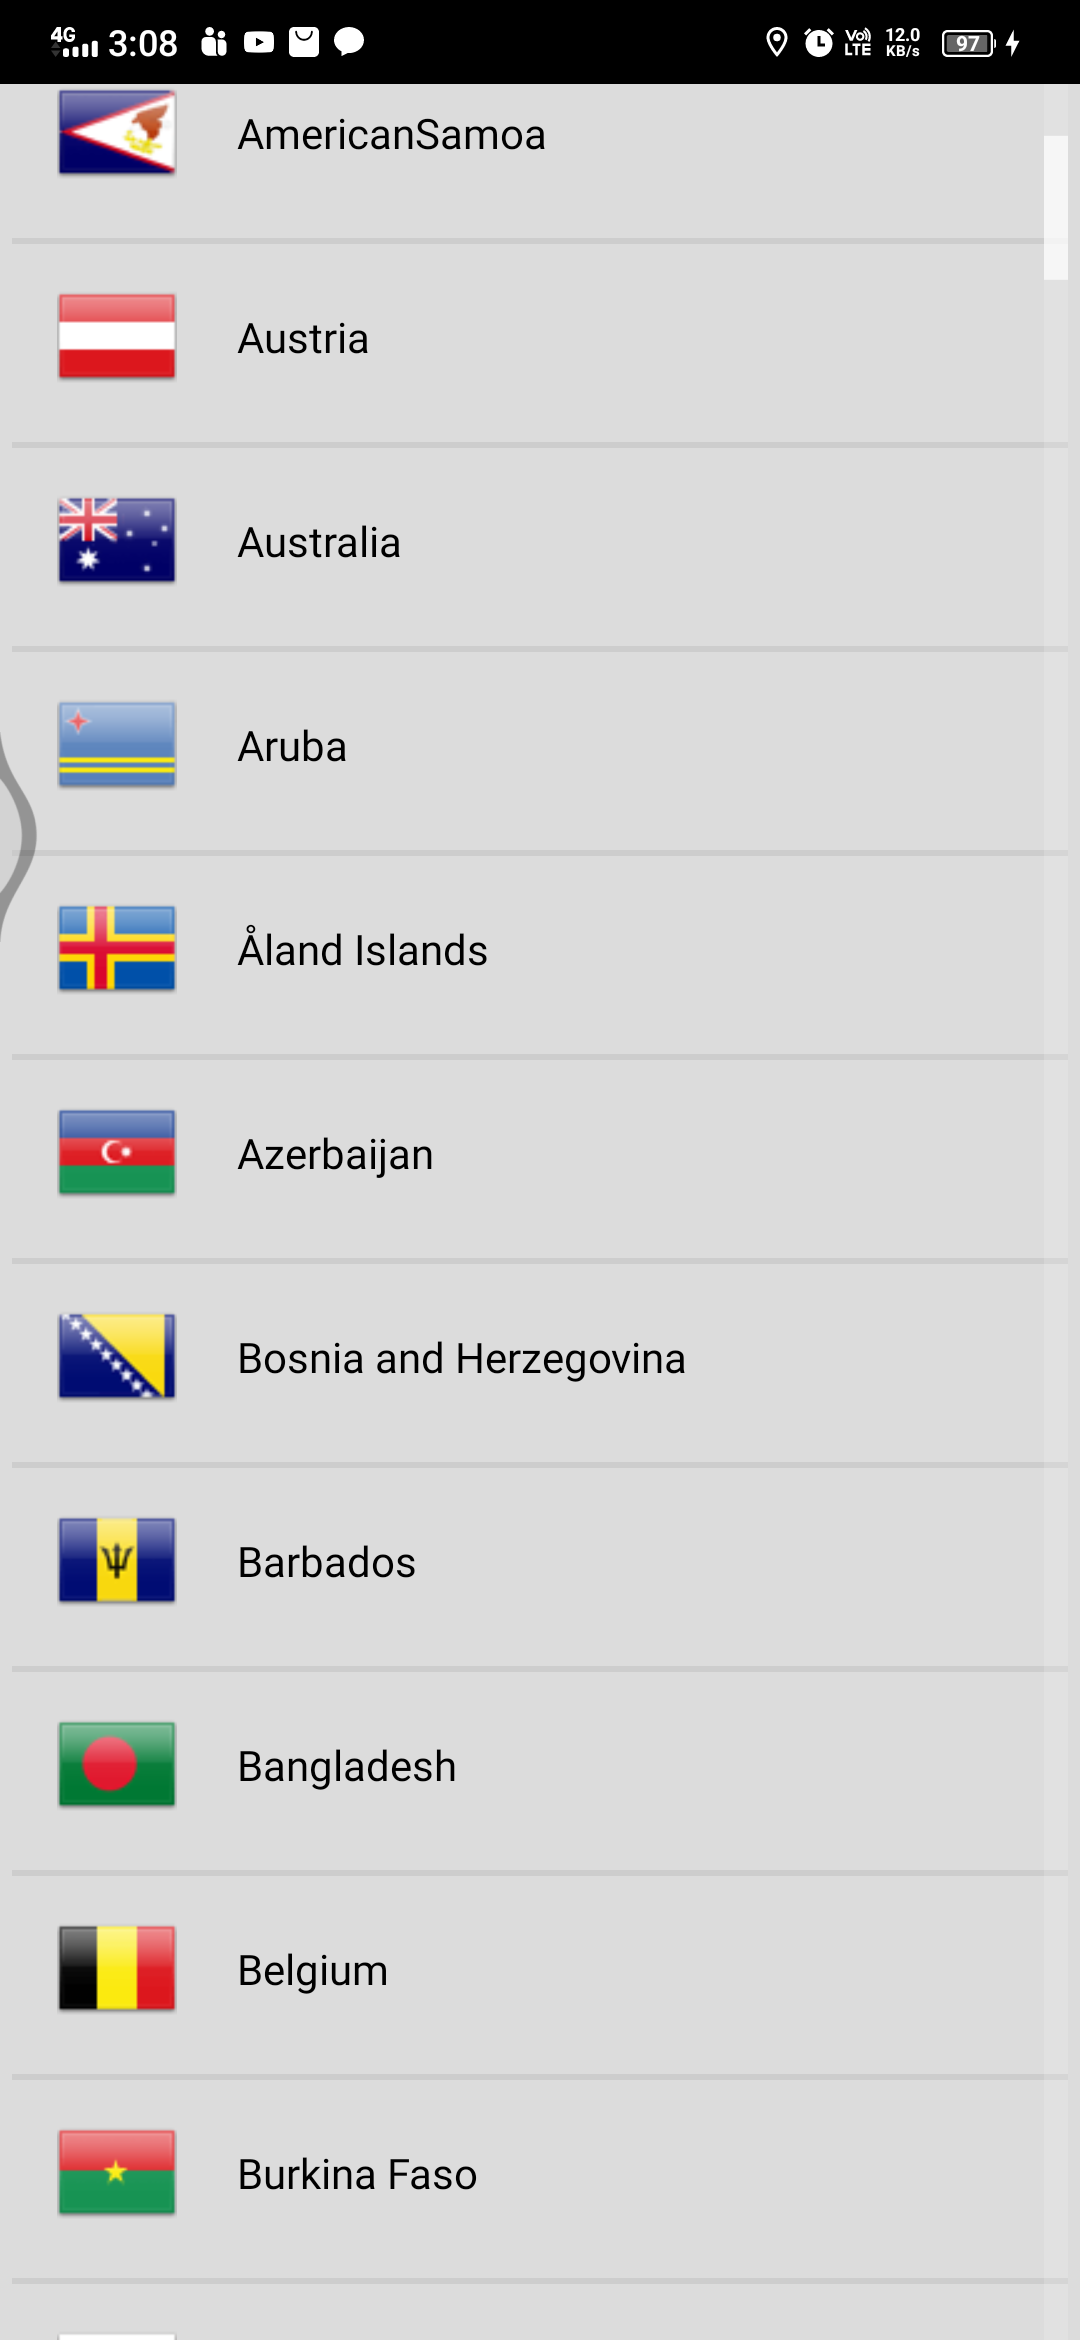 4G 3:08 Vo) LTE 12.0 KB/s 97
AmericanSamoa
Austria
Australia
Aruba
Åland Islands
Azerbaijan
Bosnia and Herzegovina
Barbados
Bangladesh
Belgium
Burkina Faso